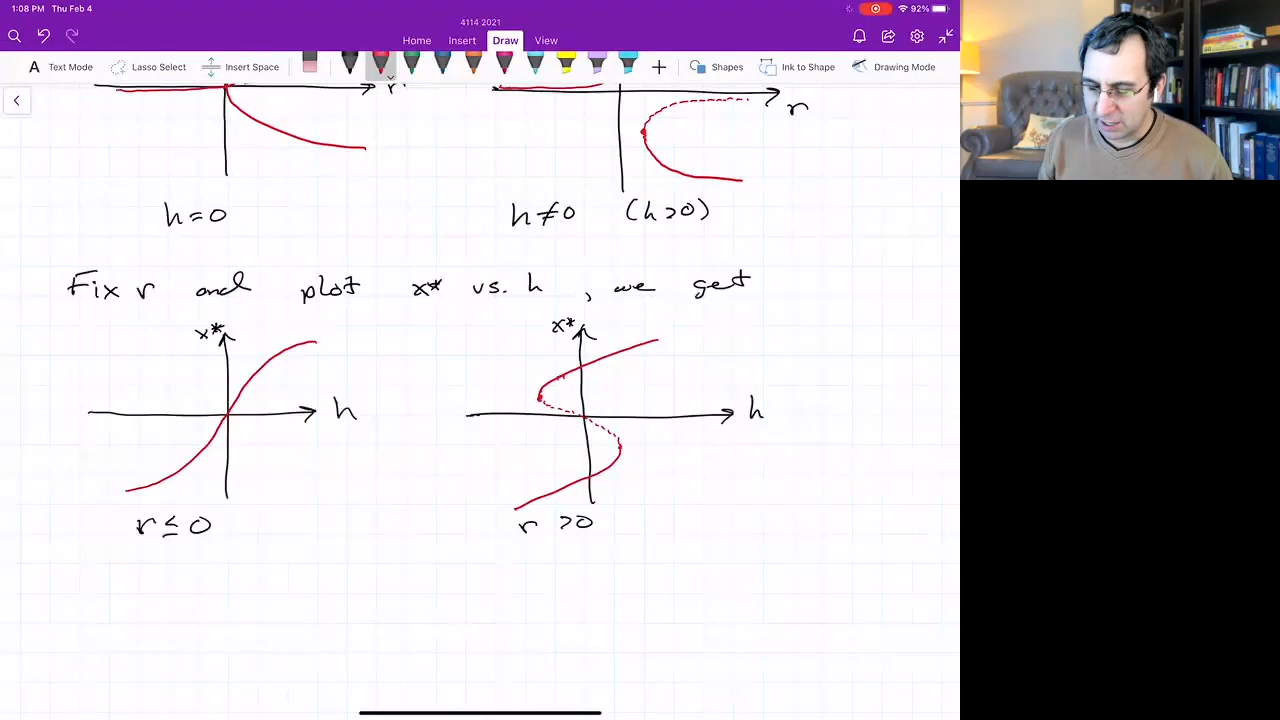 1:08 PM Thu Feb 4
92%
4114 2021
Home Insert Draw View
A Text Mode Lasso Select Insert Space Shapes Ink to Shape Drawing Mode
r r
h = 0 h ≠ 0 (h > 0)
Fix r and plot x* vs. h , we get
x* x*
h h
r ≤ 0 r > 0